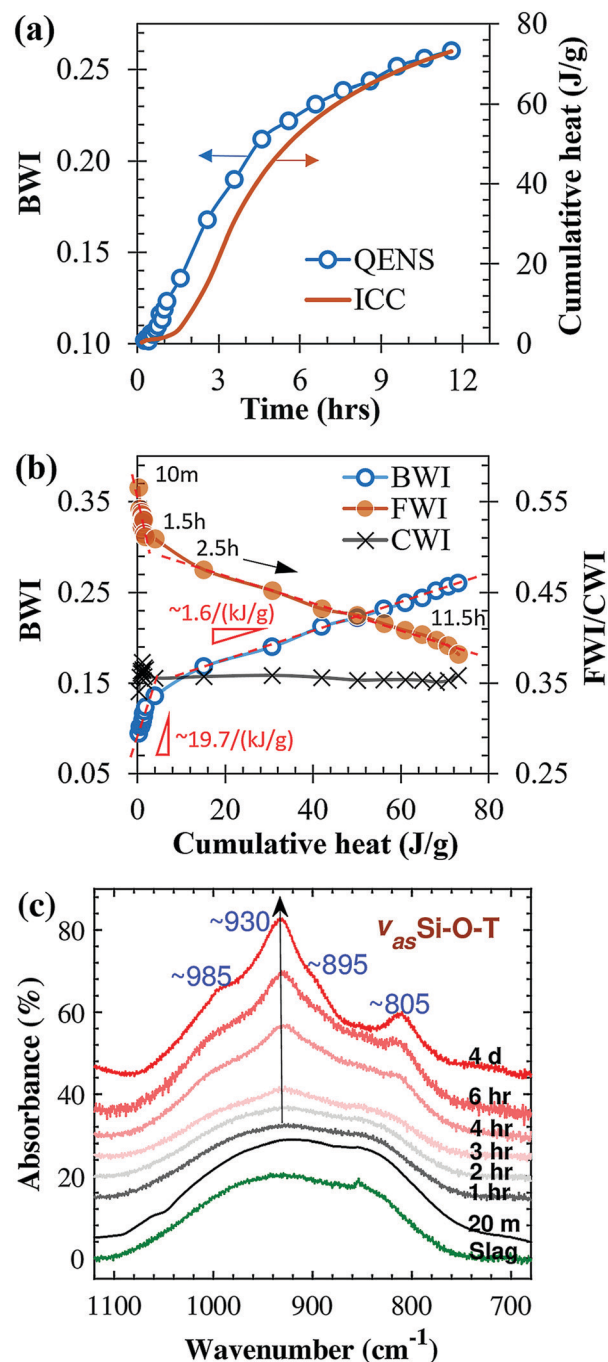 (a)
80
0.25
60
0.20
40
0.15
QENS
20
ICC
0.10
0
0 3 6 9 12
BWI
Cumulatitve heat (J/g)
Time (hrs)
(b)
10m
BWI
0.35
FWI
0.55
1.5h
CWI
2.5h
0.25
0.45
~1.6/(kJ/g)
11.5h
0.15
0.35
~19.7/(kJ/g)
0.05
0.25
0 20 40 60 80
BWI
FWI/CWI
Cumulative heat (J/g)
(c)
~930
νasSi-O-T
80
~895
~985
~805
60
4 d
40
6 hr
4 hr
3 hr
2 hr
20
1 hr
20 m
0
Slag
1100 1000 900 800 700
Absorbance (%)
Wavenumber (cm-1)